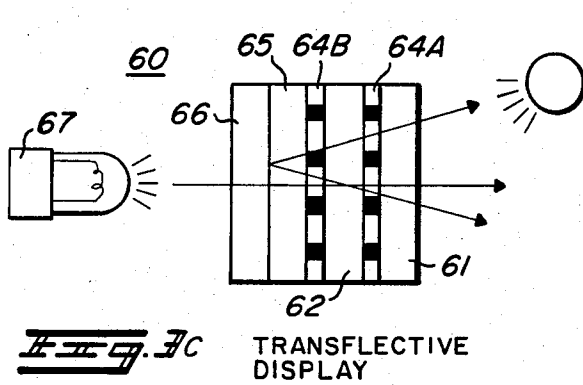 60
65
64B
64A
66
67
62
61
Fig. 3C
TRANSFLECTIVE
DISPLAY